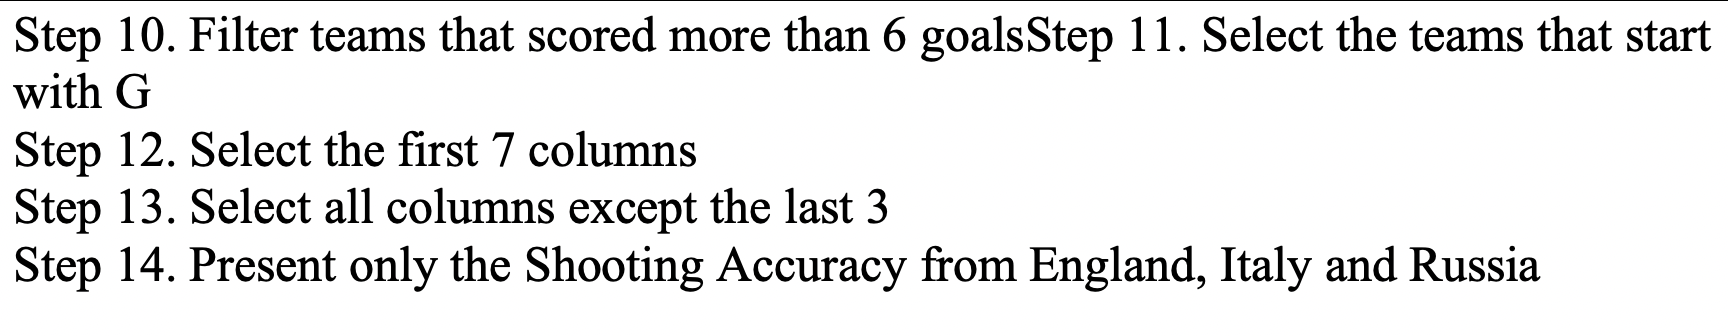 Step 10. Filter teams that scored more than 6 goalsStep 11. Select the teams that start
with G
Step 12. Select the first 7 columns
Step 13. Select all columns except the last 3
Step 14. Present only the Shooting Accuracy from England, Italy and Russia